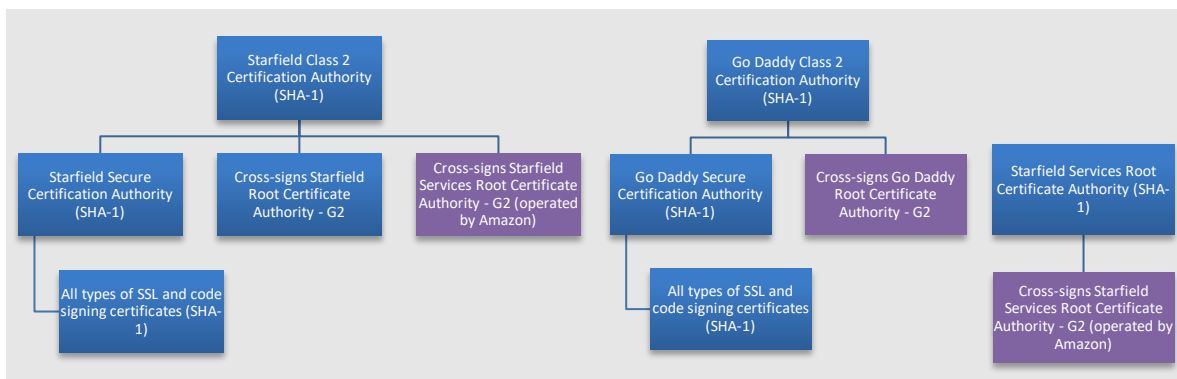 Starfield Class 2
Certification Authority
(SHA-1)
Go Daddy Class 2
Certification Authority
(SHA-1)
Starfield Secure
Certification Authority
(SHA-1)
Cross-signs Starfield
Root Certificate
Authority - G2
Cross-signs Starfield
Services Root Certificate
Authority - G2 (operated
by Amazon)
Go Daddy Secure
Certification Authority
(SHA-1)
Cross-signs Go Daddy
Root Certificate
Authority - G2
Starfield Services Root
Certificate Authority (SHA-
1)
All types of SSL and code
signing certificates (SHA-
1)
All types of SSL and
code signing certificates
(SHA-1)
Cross-signs Starfield
Services Root Certificate
Authority - G2 (operated by
Amazon)